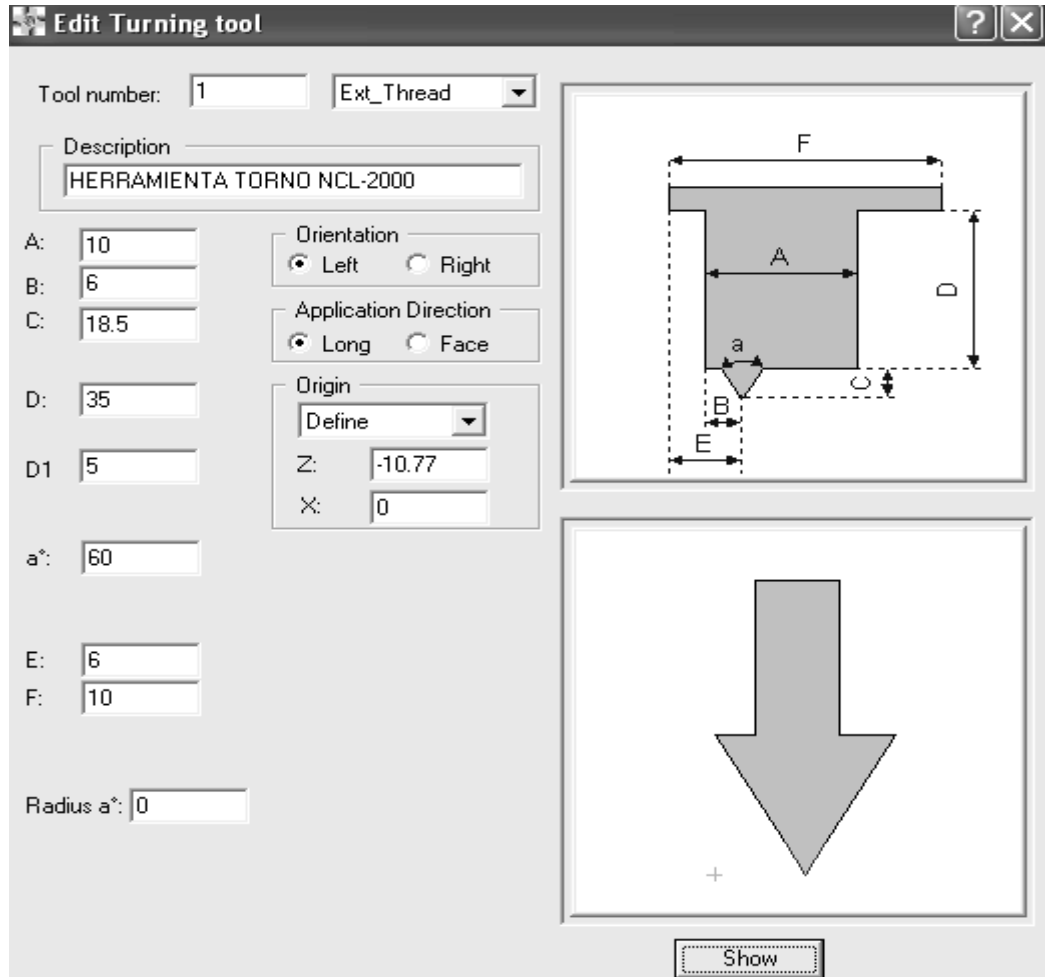 Edit Turning tool
Tool number: 1 Ext_Thread
Description
HERRAMIENTA TORNO NCL-2000
A: 10
B: 6
C: 18.5
D: 35
D1 5
a°: 60
E: 6
F: 10
Radius a°: 0
Orientation
Left Right
Application Direction
Long Face
Origin
Define
Z: -10.77
X: 0
F
A
D
a
C
B
E
Show